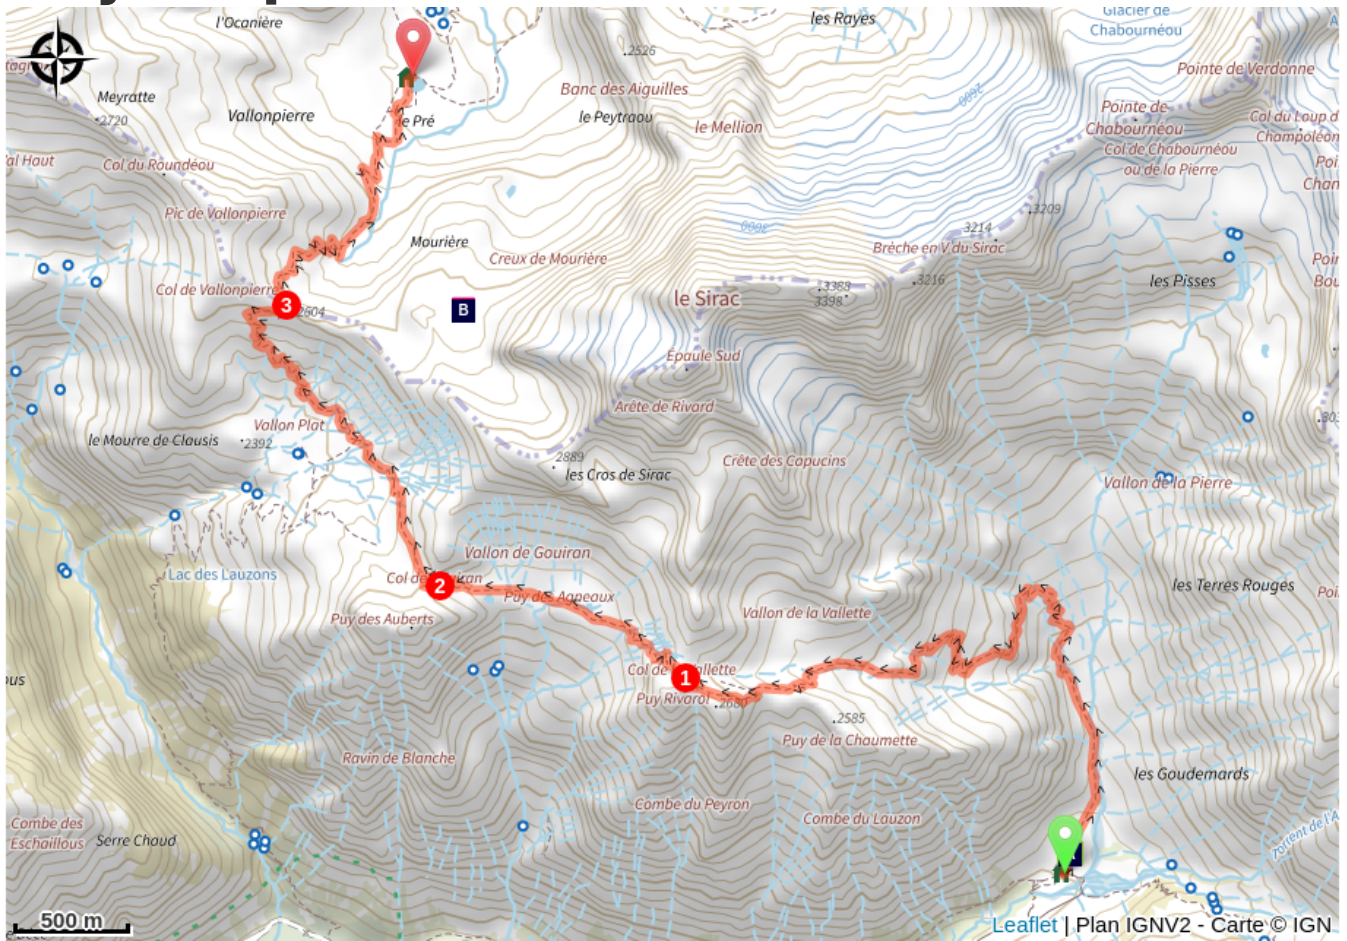 l'Ocanière
les Rayes
Glacier de
Chabournéou
2526
Pointe de Verdonne
Meyratte
2720
Vallonpierre
Banc des Aiguilles
le Peytraou
le Mellion
2600
Pointe de
Chabournéou
Col du Loup d
Champoléon
le Pré
Col du Roundéou
Col de Chabournéou
ou de la Pierre
Pic de Vallonpierre
3209
3214
3000
Mourière
Creux de Mourière
Brèche en V du Sirac
3216
les Pisses
Col de Vallonpierre
3
2604
B
le Sirac
3388
3398
Épaule Sud
Arête de Rivard
Vallon Plat
le Mourre de Clausis
2392
2889
les Cros de Sirac
Crête des Capucins
Vallon de la Pierre
Lac des Lauzons
Vallon de Gouiran
2
Puy des Agneaux
Puy des Auberts
les Terres Rouges
Vallon de la Vallette
1
Puy Rivarol
2585
Puy de la Chaumette
Ravin de Blanche
les Goudemards
Combe du Peyron
Combe du Lauzon
Combe des
Eschaillous
Serre Chaud
500 m
Leaflet | Plan IGNV2 - Carte © IGN